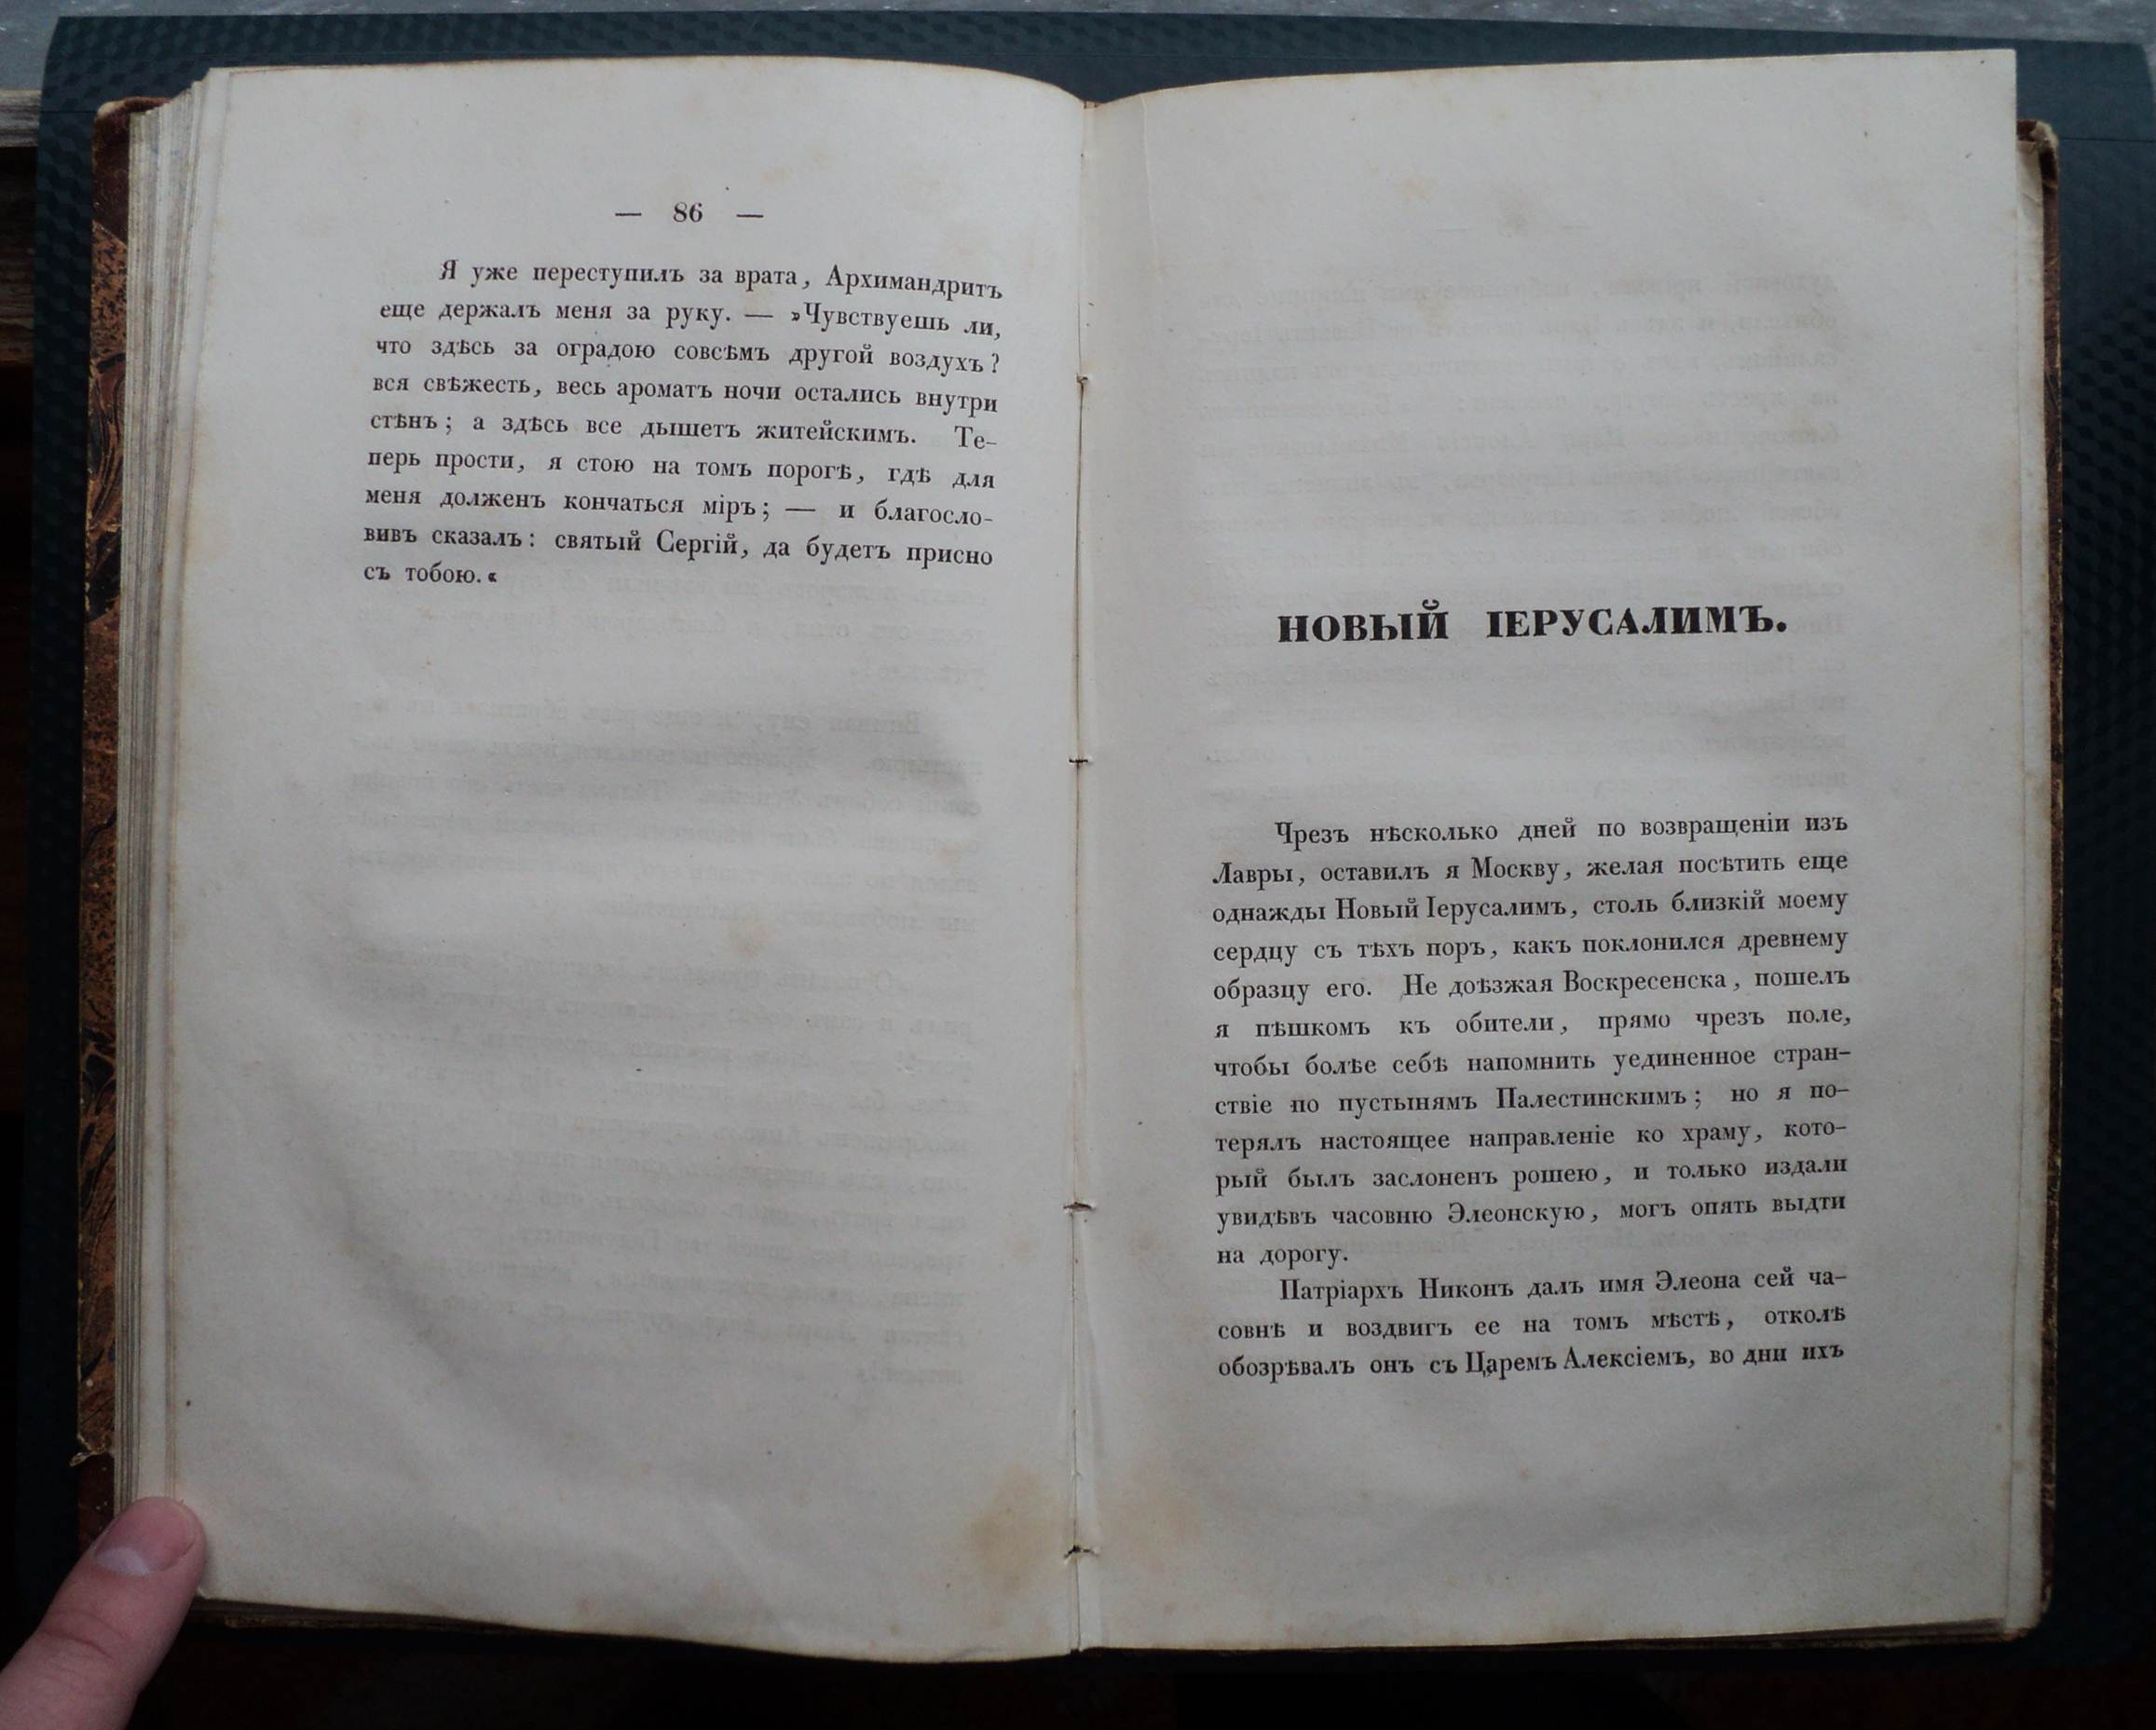 — 86 —
Я уже переступилъ за врата, Архимандритъ
еще держалъ меня за руку. — »Чувствуешь ли,
что здѣсь за оградою совсѣмъ другой воздухъ?
вся свѣжесть, весь ароматъ ночи остались внутри
стѣнъ; а здѣсь все дышетъ житейскимъ. Те-
перь прости, я стою на томъ порогѣ, гдѣ для
меня долженъ кончаться міръ; — и благосло-
вивъ сказалъ: святый Сергій, да будетъ присно
съ тобою.«
НОВЫЙ ІЕРУСАЛИМЪ.
Чрезъ нѣсколько дней по возвращеніи изъ
Лавры, оставилъ я Москву, желая посѣтить еще
однажды Новый Іерусалимъ, столь близкій моему
сердцу съ тѣхъ поръ, какъ поклонился древнему
образцу его. Не доѣзжая Воскресенска, пошелъ
я пѣшкомъ къ обители, прямо чрезъ поле,
чтобы болѣе себѣ напомнить уединенное стран-
ствіе по пустынямъ Палестинскимъ; но я по-
терялъ настоящее направленіе ко храму, кото-
рый былъ заслоненъ рошею, и только издали
увидѣвъ часовню Элеонскую, могъ опять выдти
на дорогу.
Патріархъ Никонъ далъ имя Элеона сей ча-
совнѣ и воздвигъ ее на томъ мѣстѣ, отколѣ
обозрѣвалъ онъ съ Царемъ Алексіемъ, во дни ихъ